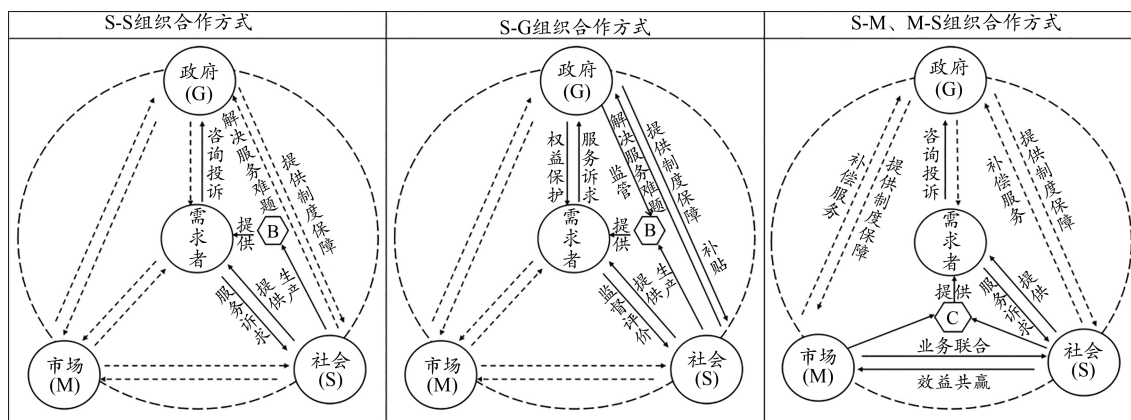 S-S组织合作方式
政府
(G)
咨询投诉
解决服务难题
提供制度保障
需求者
提供
B
服务诉求
提供
生产
市场
(M)
社会
(S)
S-G组织合作方式
政府
(G)
权益保护
服务诉求
监管
解决服务难题
提供制度保障
补贴
需求者
提供
B
监督评价
提供
生产
市场
(M)
社会
(S)
S-M、M-S组织合作方式
政府
(G)
补偿服务
提供制度保障
咨询投诉
补偿服务
提供制度保障
需求者
提供
C
服务诉求
提供
市场
(M)
业务联合
效益共赢
社会
(S)